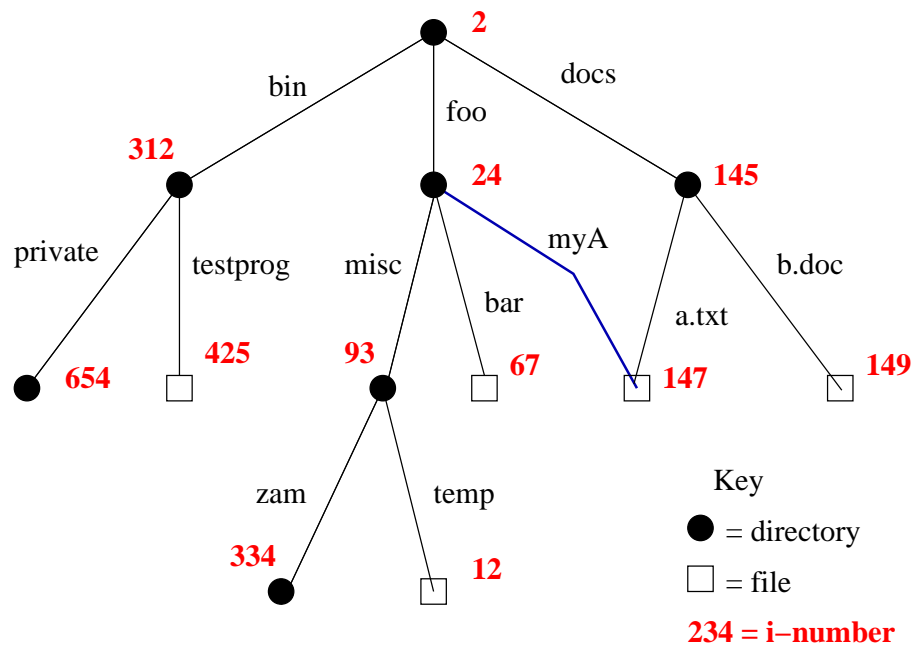 2
bin
docs
foo
312
24
145
private
testprog
misc
myA
b.doc
bar
a.txt
654
425
93
67
147
149
zam
temp
Key
334
12
= directory
= file
234 = i−number